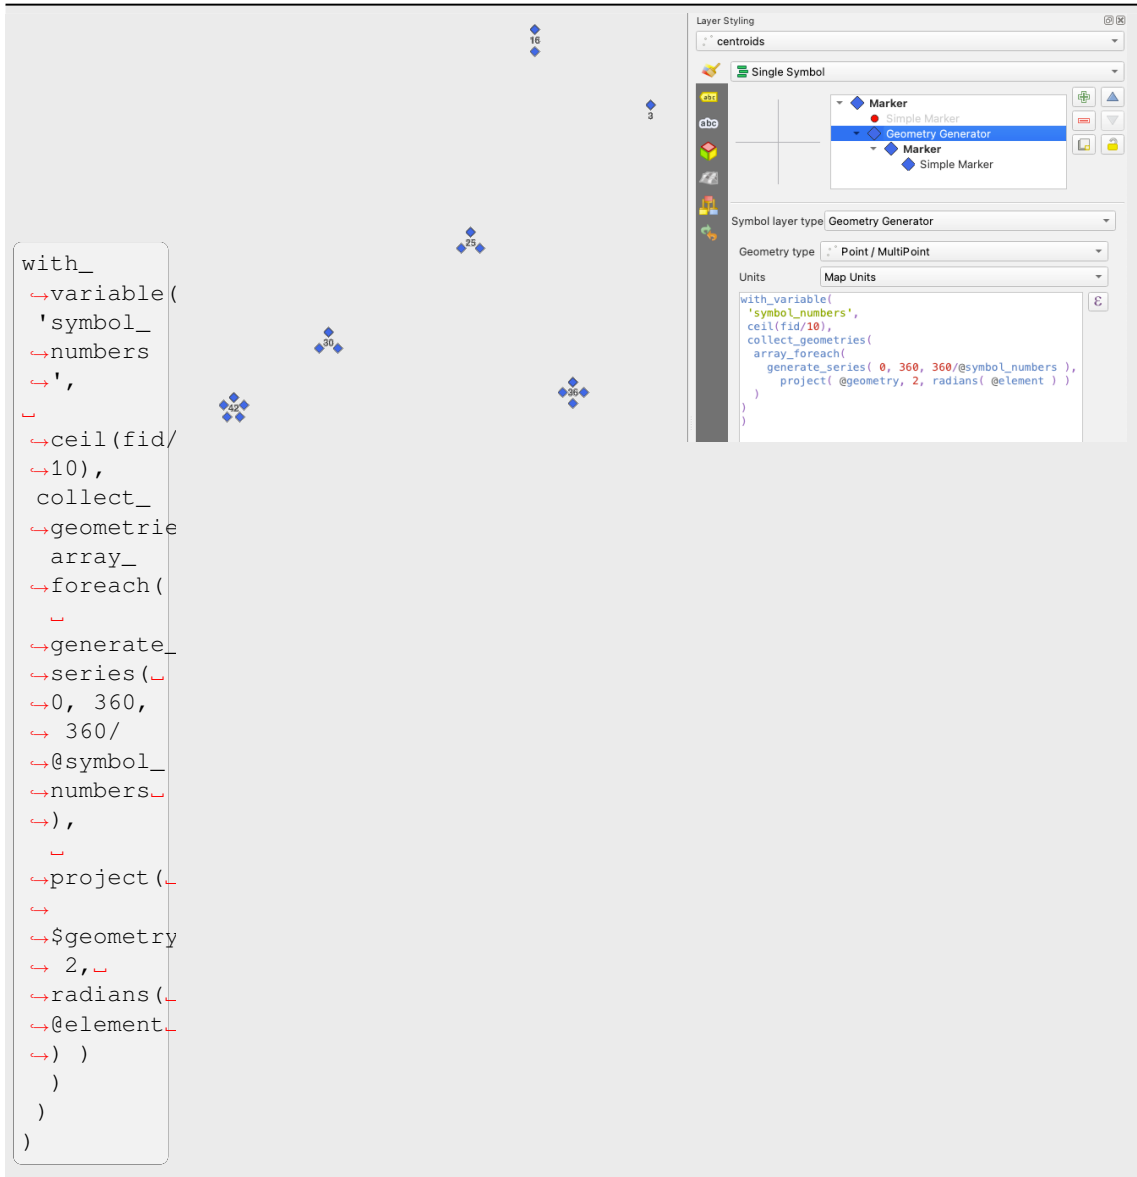 with_
↪variable(
'symbol_
↪numbers
↪',
␣
↪ceil(fid/
↪10),
collect_
↪geometrie
array_
↪foreach(
␣
↪generate_
↪series(␣
↪0, 360,
↪ 360/
↪@symbol_
↪numbers␣
↪),
␣
↪project(␣
↪
↪$geometry
↪ 2,␣
↪radians(␣
↪@element␣
↪) )
)
)
)
16
3
25
30
42
36
Layer Styling
centroids
Single Symbol
abc
abc
Marker
Simple Marker
Geometry Generator
Marker
Simple Marker
Symbol layer type Geometry Generator
Geometry type Point / MultiPoint
Units Map Units
with_variable(
'symbol_numbers',
ceil(fid/10),
collect_geometries(
array_foreach(
generate_series( 0, 360, 360/@symbol_numbers ),
project( @geometry, 2, radians( @element ) )
)
)
)
ε